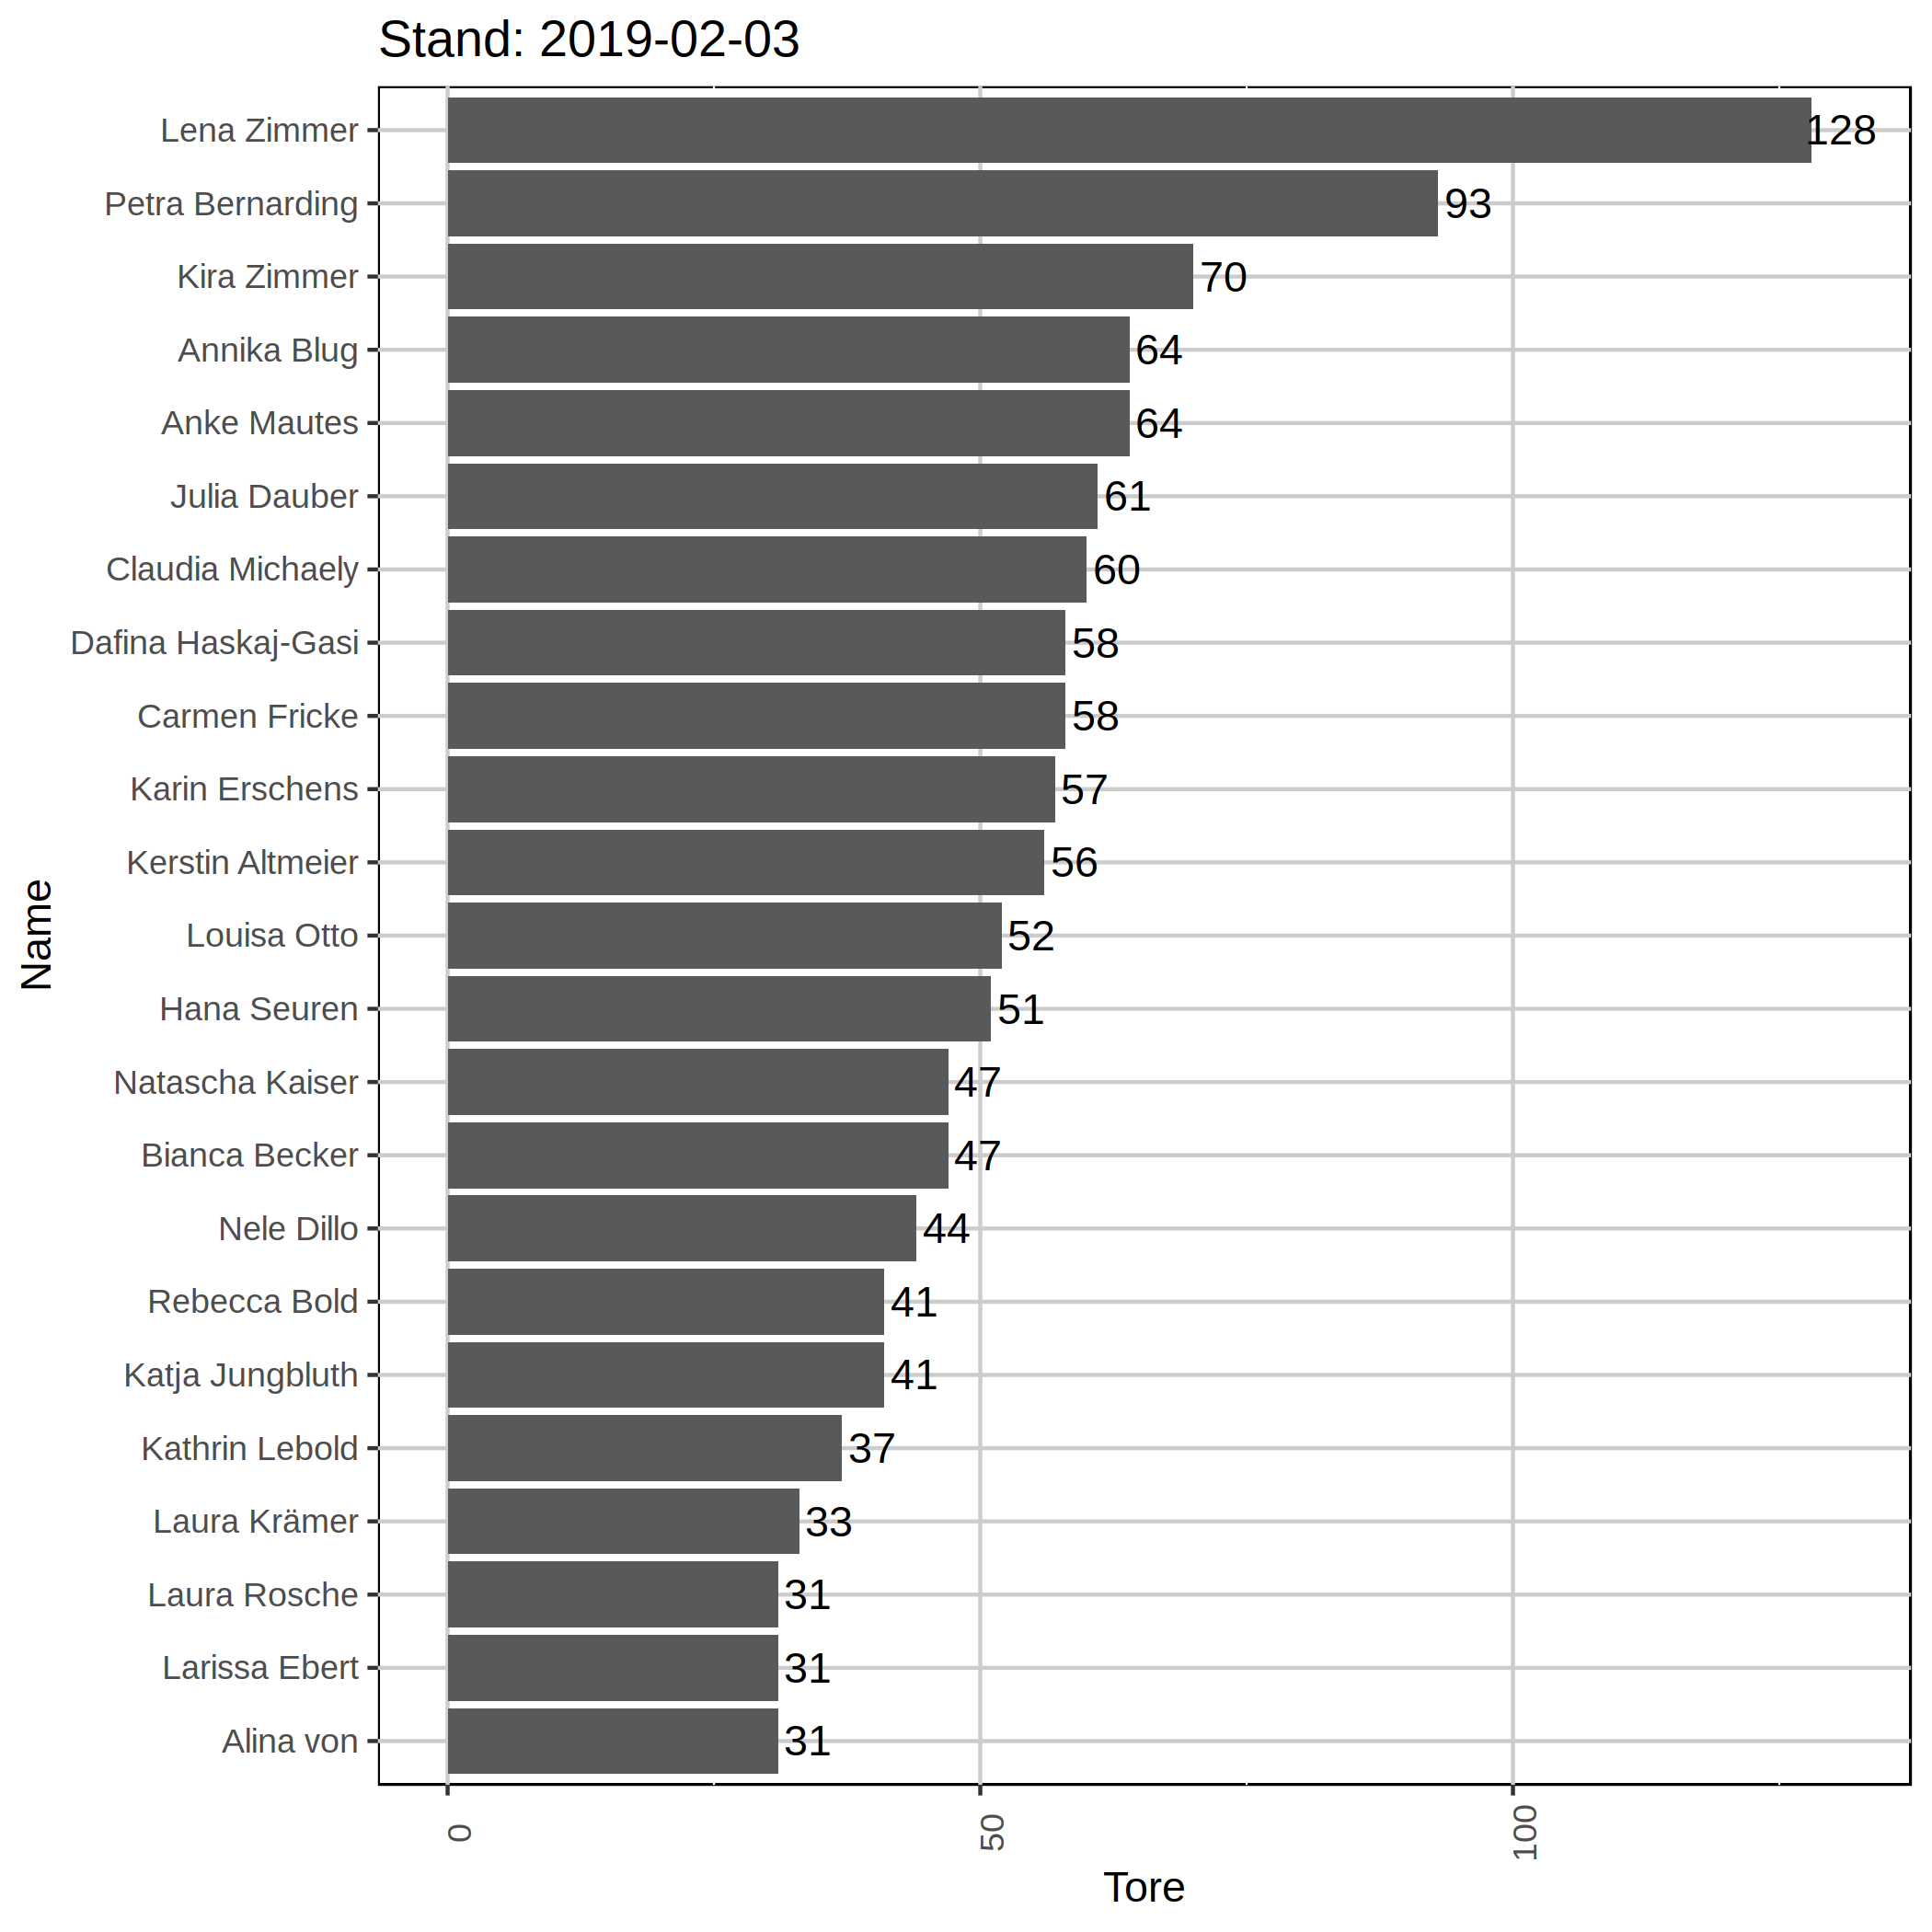 Stand: 2019-02-03
Lena Zimmer 128
Petra Bernarding 93
Kira Zimmer 70
Annika Blug 64
Anke Mautes 64
Julia Dauber 61
Claudia Michaely 60
Dafina Haskaj-Gasi 58
Carmen Fricke 58
Karin Erschens 57
Kerstin Altmeier 56
Louisa Otto 52
Hana Seuren 51
Natascha Kaiser 47
Bianca Becker 47
Nele Dillo 44
Rebecca Bold 41
Katja Jungbluth 41
Kathrin Lebold 37
Laura Krämer 33
Laura Rosche 31
Larissa Ebert 31
Alina von 31
Name
0 50 100
Tore